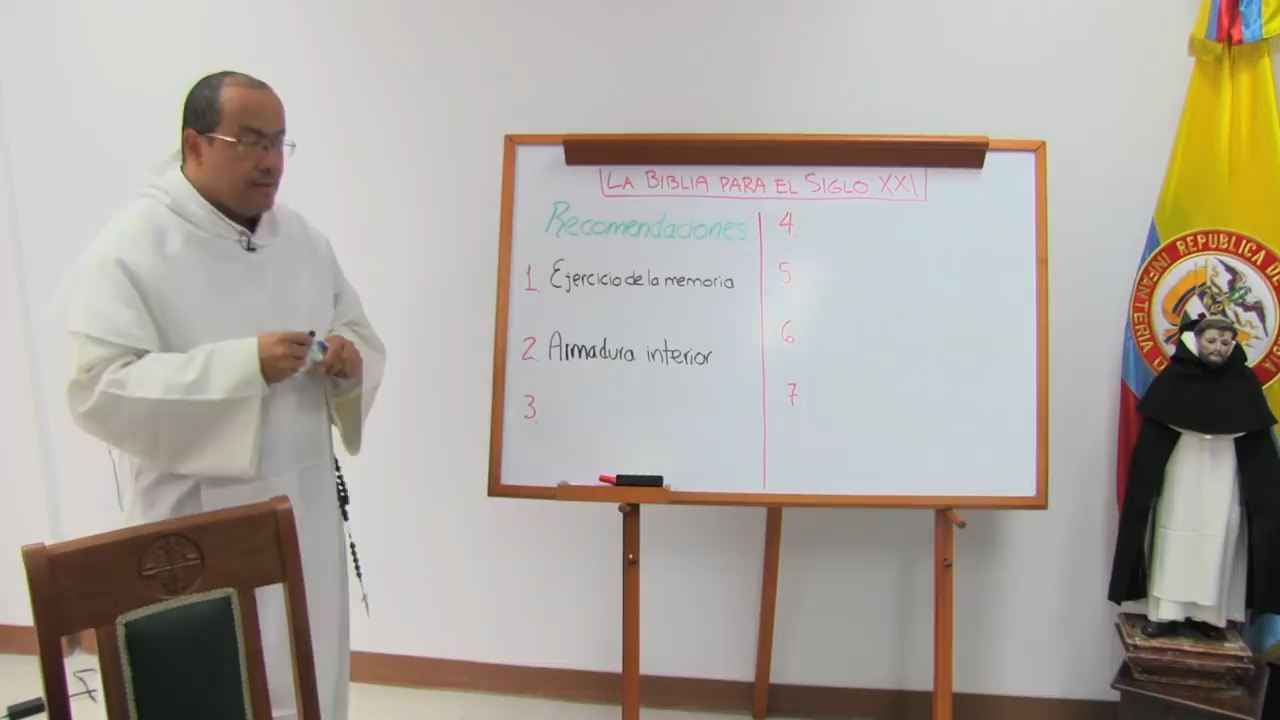 LA BIBLIA PARA EL SIGLO XXI
Recomendaciones
1. Ejercicio de la memoria
2. Armadura interior
3.
4.
5
6.
7.
REPUBLICA DE
INFANTERIA